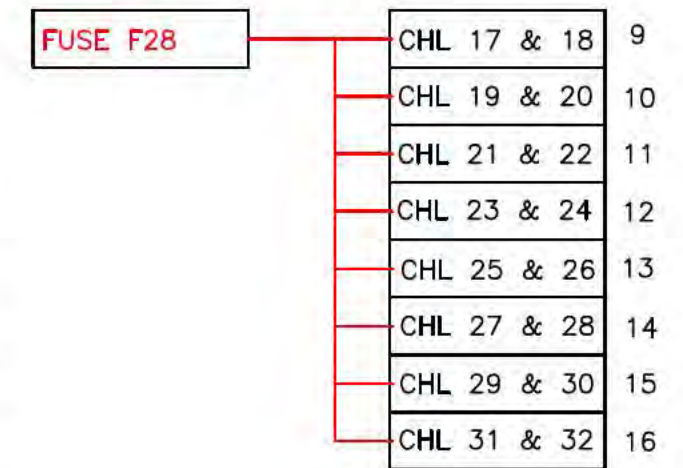 FUSE F28
CHL 17 & 18 9
CHL 19 & 20 10
CHL 21 & 22 11
CHL 23 & 24 12
CHL 25 & 26 13
CHL 27 & 28 14
CHL 29 & 30 15
CHL 31 & 32 16